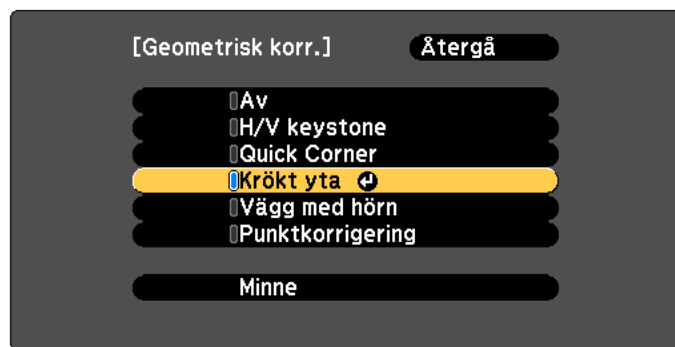 [Geometrisk korr.] Återgå
Av
H/V keystone
Quick Corner
Krökt yta
Vägg med hörn
Punktkorrigering
Minne